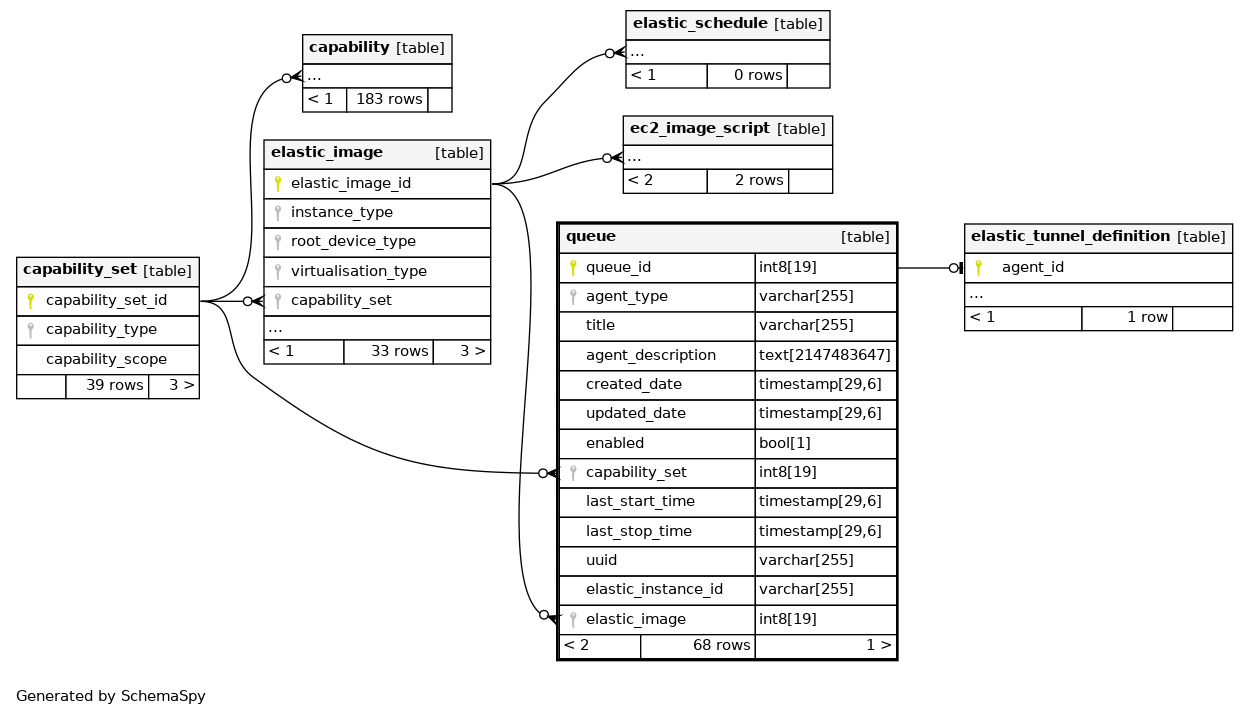 capability [table]
...
< 1 183 rows
elastic_schedule [table]
...
< 1 0 rows
ec2_image_script [table]
...
< 2 2 rows
elastic_image [table]
elastic_image_id
instance_type
root_device_type
virtualisation_type
capability_set
...
< 1 33 rows 3 >
capability_set [table]
capability_set_id
capability_type
capability_scope
39 rows 3 >
queue [table]
queue_id int8[19]
agent_type varchar[255]
title varchar[255]
agent_description text[2147483647]
created_date timestamp[29,6]
updated_date timestamp[29,6]
enabled bool[1]
capability_set int8[19]
last_start_time timestamp[29,6]
last_stop_time timestamp[29,6]
uuid varchar[255]
elastic_instance_id varchar[255]
elastic_image int8[19]
< 2 68 rows 1 >
elastic_tunnel_definition [table]
agent_id
...
< 1 1 row
Generated by SchemaSpy